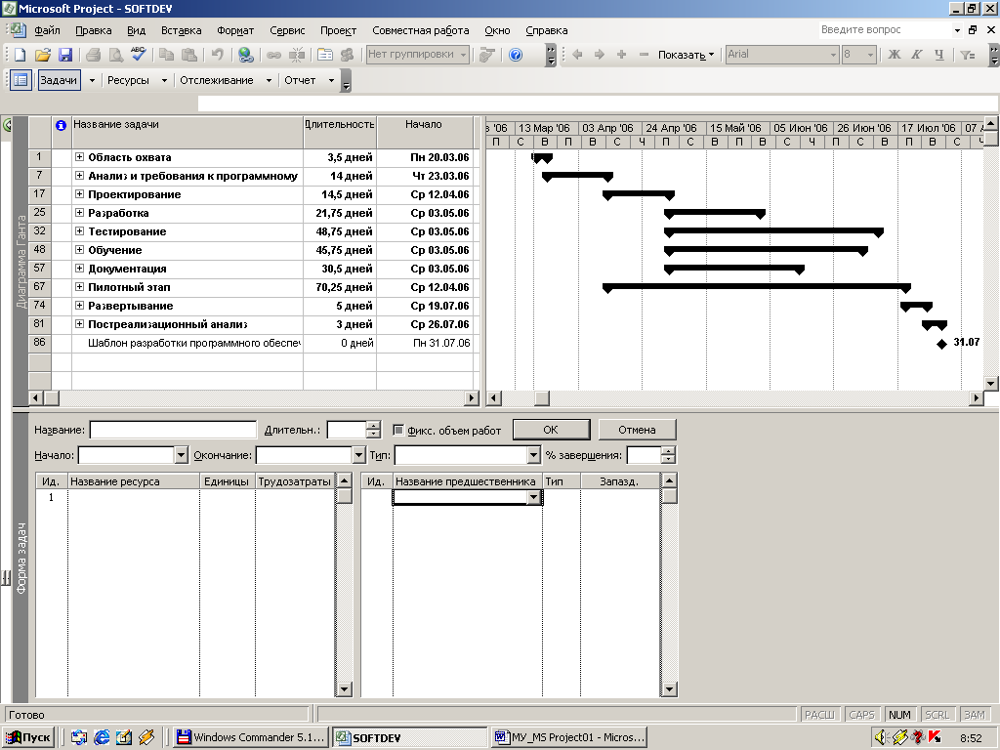 Microsoft Project - SOFTDEV
Файл Правка Вид Вставка Формат Сервис Проект Совместная работа Окно Справка Введите вопрос
Нет группировки Показать Arial 8 Ж К Ч
Задачи Ресурсы Отслеживание Отчет
Название задачи Длительность Начало
'06 13 Мар '06 03 Апр '06 24 Апр '06 15 Май '06 05 Июн '06 26 Июн '06 17 Июл '06 07
П С В П С Ч П С В П В П С Ч П С В П В С Ч
1 Область охвата 3,5 дней Пн 20.03.06
7 Анализ и требования к программному 14 дней Чт 23.03.06
17 Проектирование 14,5 дней Ср 12.04.06
25 Разработка 21,75 дней Ср 03.05.06
32 Тестирование 48,75 дней Ср 03.05.06
48 Обучение 45,75 дней Ср 03.05.06
57 Документация 30,5 дней Ср 03.05.06
67 Пилотный этап 70,25 дней Ср 12.04.06
74 Развертывание 5 дней Ср 19.07.06
81 Постреализационный анализ 3 дней Ср 26.07.06
86 Шаблон разработки программного обеспеч 0 дней Пн 31.07.06 31.07
Диаграмма Ганта
Название: Длительн.: Фикс. объем работ ОК Отмена
Начало: Окончание: Тип: % завершения:
Ид. Название ресурса Единицы Трудозатраты Ид. Название предшественника Тип Запазд.
1
Форма задач
Готово РАСШ CAPS NUM SCRL ЗАМ
Пуск Windows Commander 5.1... SOFTDEV МУ_MS Project01 - Micros... 8:52